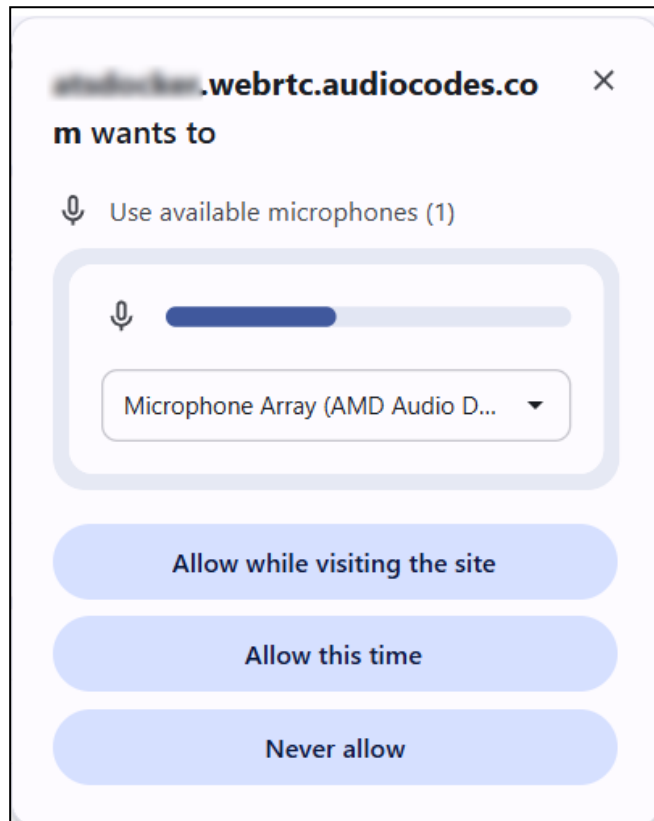 .webrtc.audiocodes.co
m wants to
Use available microphones (1)
Microphone Array (AMD Audio D...
Allow while visiting the site
Allow this time
Never allow